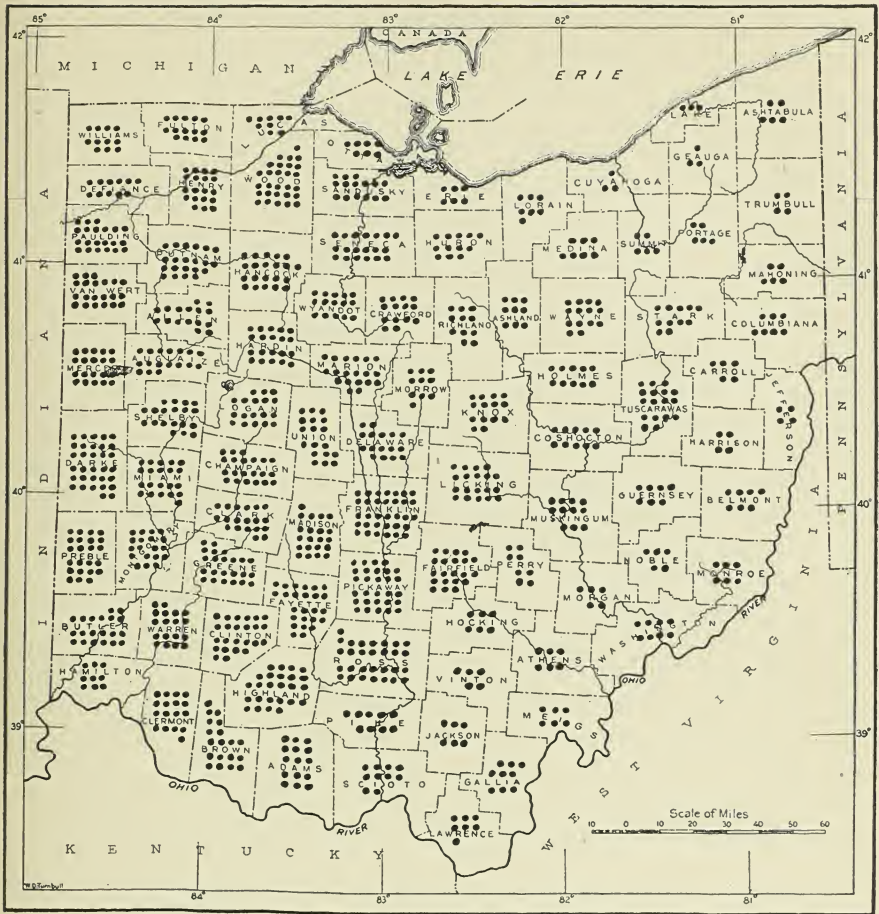 85° 84° 83° 82° 81°
42° 42°
CANADA
MICHIGAN
LAKE ERIE
WILLIAMS FULTON LUCAS OTTAWA LAKE ASHTABULA
GEAUGA
DEFIANCE HENRY WOOD SANDUSKY ERIE LORAIN CUYAHOGA TRUMBULL
PAULDING PUTNAM SENECA HURON MEDINA SUMMIT PORTAGE
41° HANCOCK MAHONING 41°
VAN WERT ALLEN WYANDOT CRAWFORD RICHLAND ASHLAND WAYNE STARK COLUMBIANA
HARDIN
MERCER AUGLAIZE MARION MORROW HOLMES CARROLL JEFFERSON
SHELBY LOGAN UNION DELAWARE KNOX COSHOCTON TUSCARAWAS HARRISON
DARKE MIAMI CHAMPAIGN LICKING GUERNSEY BELMONT
40° CLARK MADISON FRANKLIN MUSKINGUM 40°
PREBLE MONTGOMERY GREENE FAIRFIELD PERRY NOBLE MONROE
FAYETTE PICKAWAY MORGAN
BUTLER WARREN CLINTON HOCKING WASHINGTON
HAMILTON ROSS ATHENS
HIGHLAND VINTON
CLERMONT PIKE MEIGS
39° BROWN JACKSON 39°
ADAMS SCIOTO GALLIA
LAWRENCE
INDIANA
PENNSYLVANIA
WEST VIRGINIA
KENTUCKY
OHIO RIVER
OHIO RIVER
Scale of Miles
10 0 10 20 30 40 50 60
84° 83° 82° 81°
W.D.Turnbull